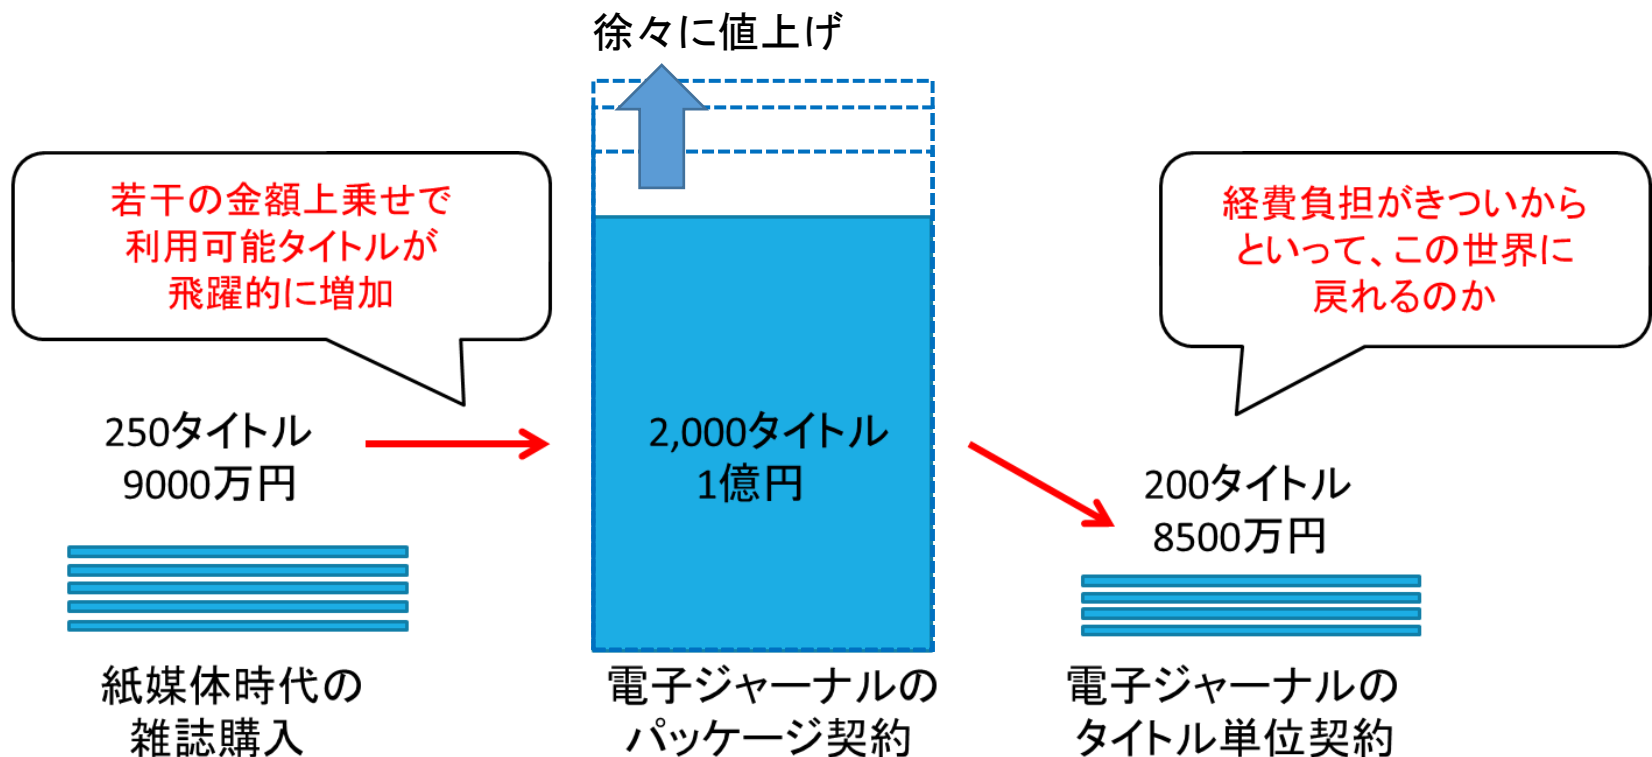 徐々に値上げ
若干の金額上乗せで
利用可能タイトルが
飛躍的に増加
経費負担がきついから
といって、この世界に
戻れるのか
250タイトル
9000万円
2,000タイトル
1億円
200タイトル
8500万円
紙媒体時代の
雑誌購入
電子ジャーナルの
パッケージ契約
電子ジャーナルの
タイトル単位契約